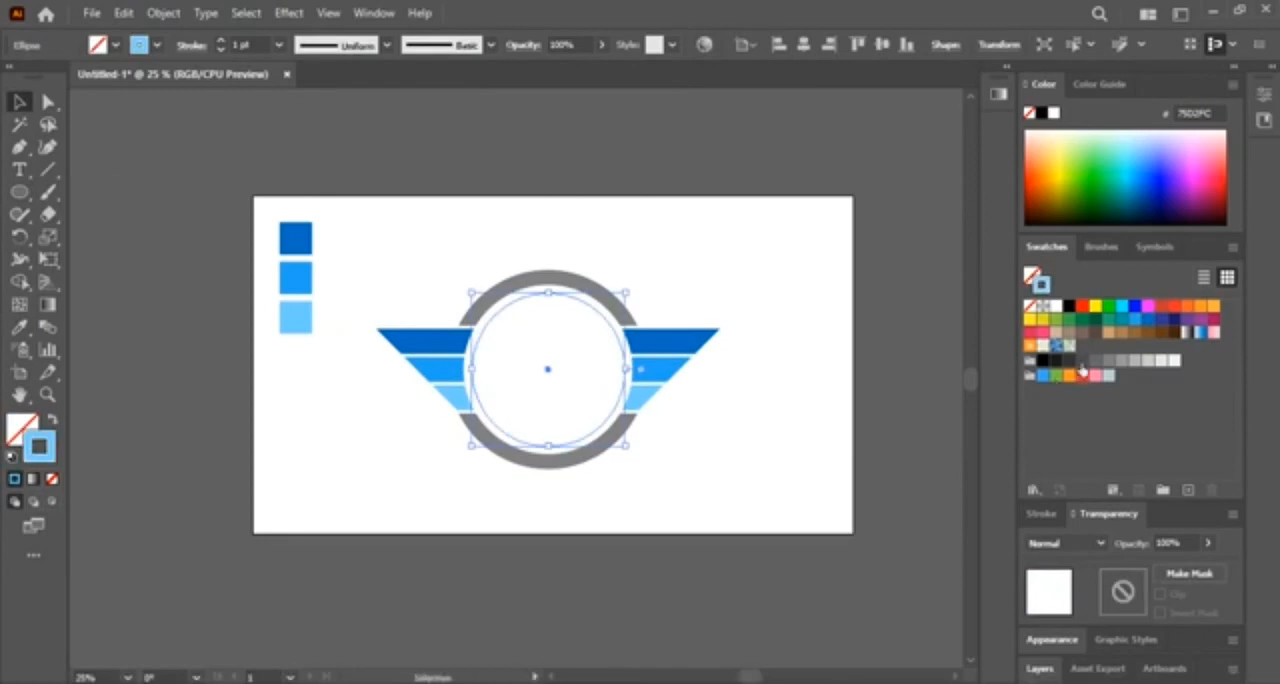 Ai File Edit Object Type Select Effect View Window Help
Ellipse Stroke: 1 pt Uniform Basic Opacity: 100% Style: Shape: Transform
Untitled-1* @ 25 % (RGB/CPU Preview) ×
Color Color Guide
# 75D2FC
Swatches Brushes Symbols
Stroke Transparency
Normal Opacity: 100%
Make Mask
Clip
Invert Mask
Appearance Graphic Styles
Layers Asset Export Artboards
25% 0° 1 Selection